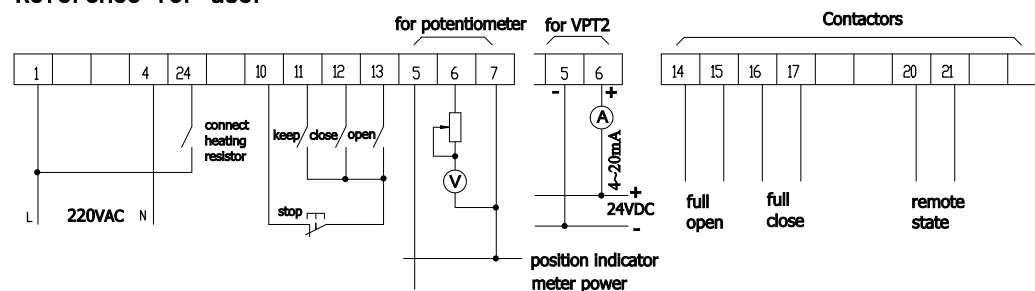 Reference for user
for potentiometer
for VPT2
Contactors
1 4 24 10 11 12 13 5 6 7
5 6
14 15 16 17 20 21
- +
A
4~20mA
connect
heating
resistor
keep close open
V
L 220VAC N
stop
+
24VDC
-
full
open
full
close
remote
state
position indicator
meter power